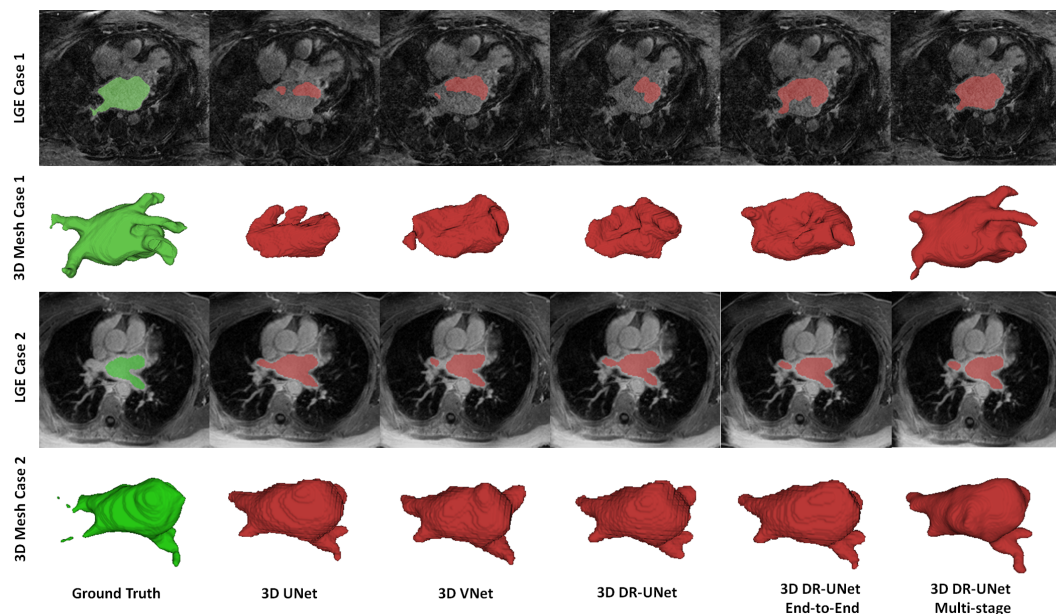 LGE Case 1
3D Mesh Case 1
LGE Case 2
3D Mesh Case 2
Ground Truth
3D UNet
3D VNet
3D DR-UNet
3D DR-UNet
End-to-End
3D DR-UNet
Multi-stage